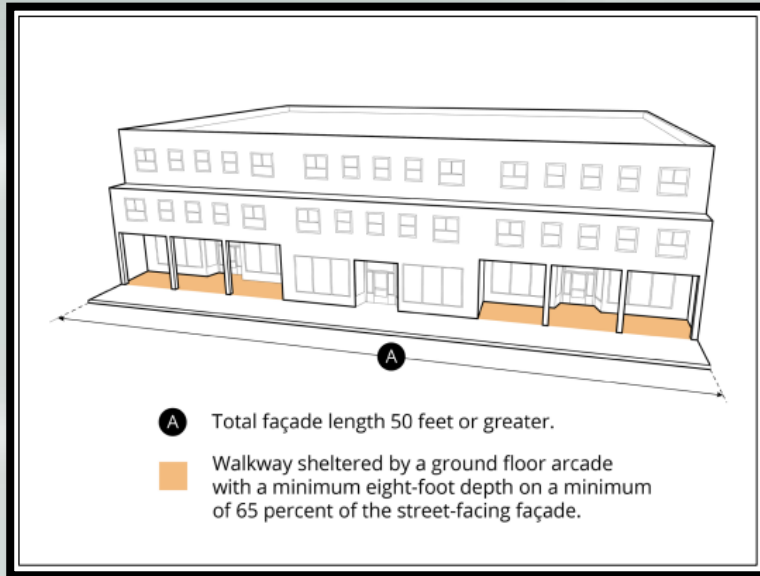 A
A Total façade length 50 feet or greater.
Walkway sheltered by a ground floor arcade
with a minimum eight-foot depth on a minimum
of 65 percent of the street-facing façade.